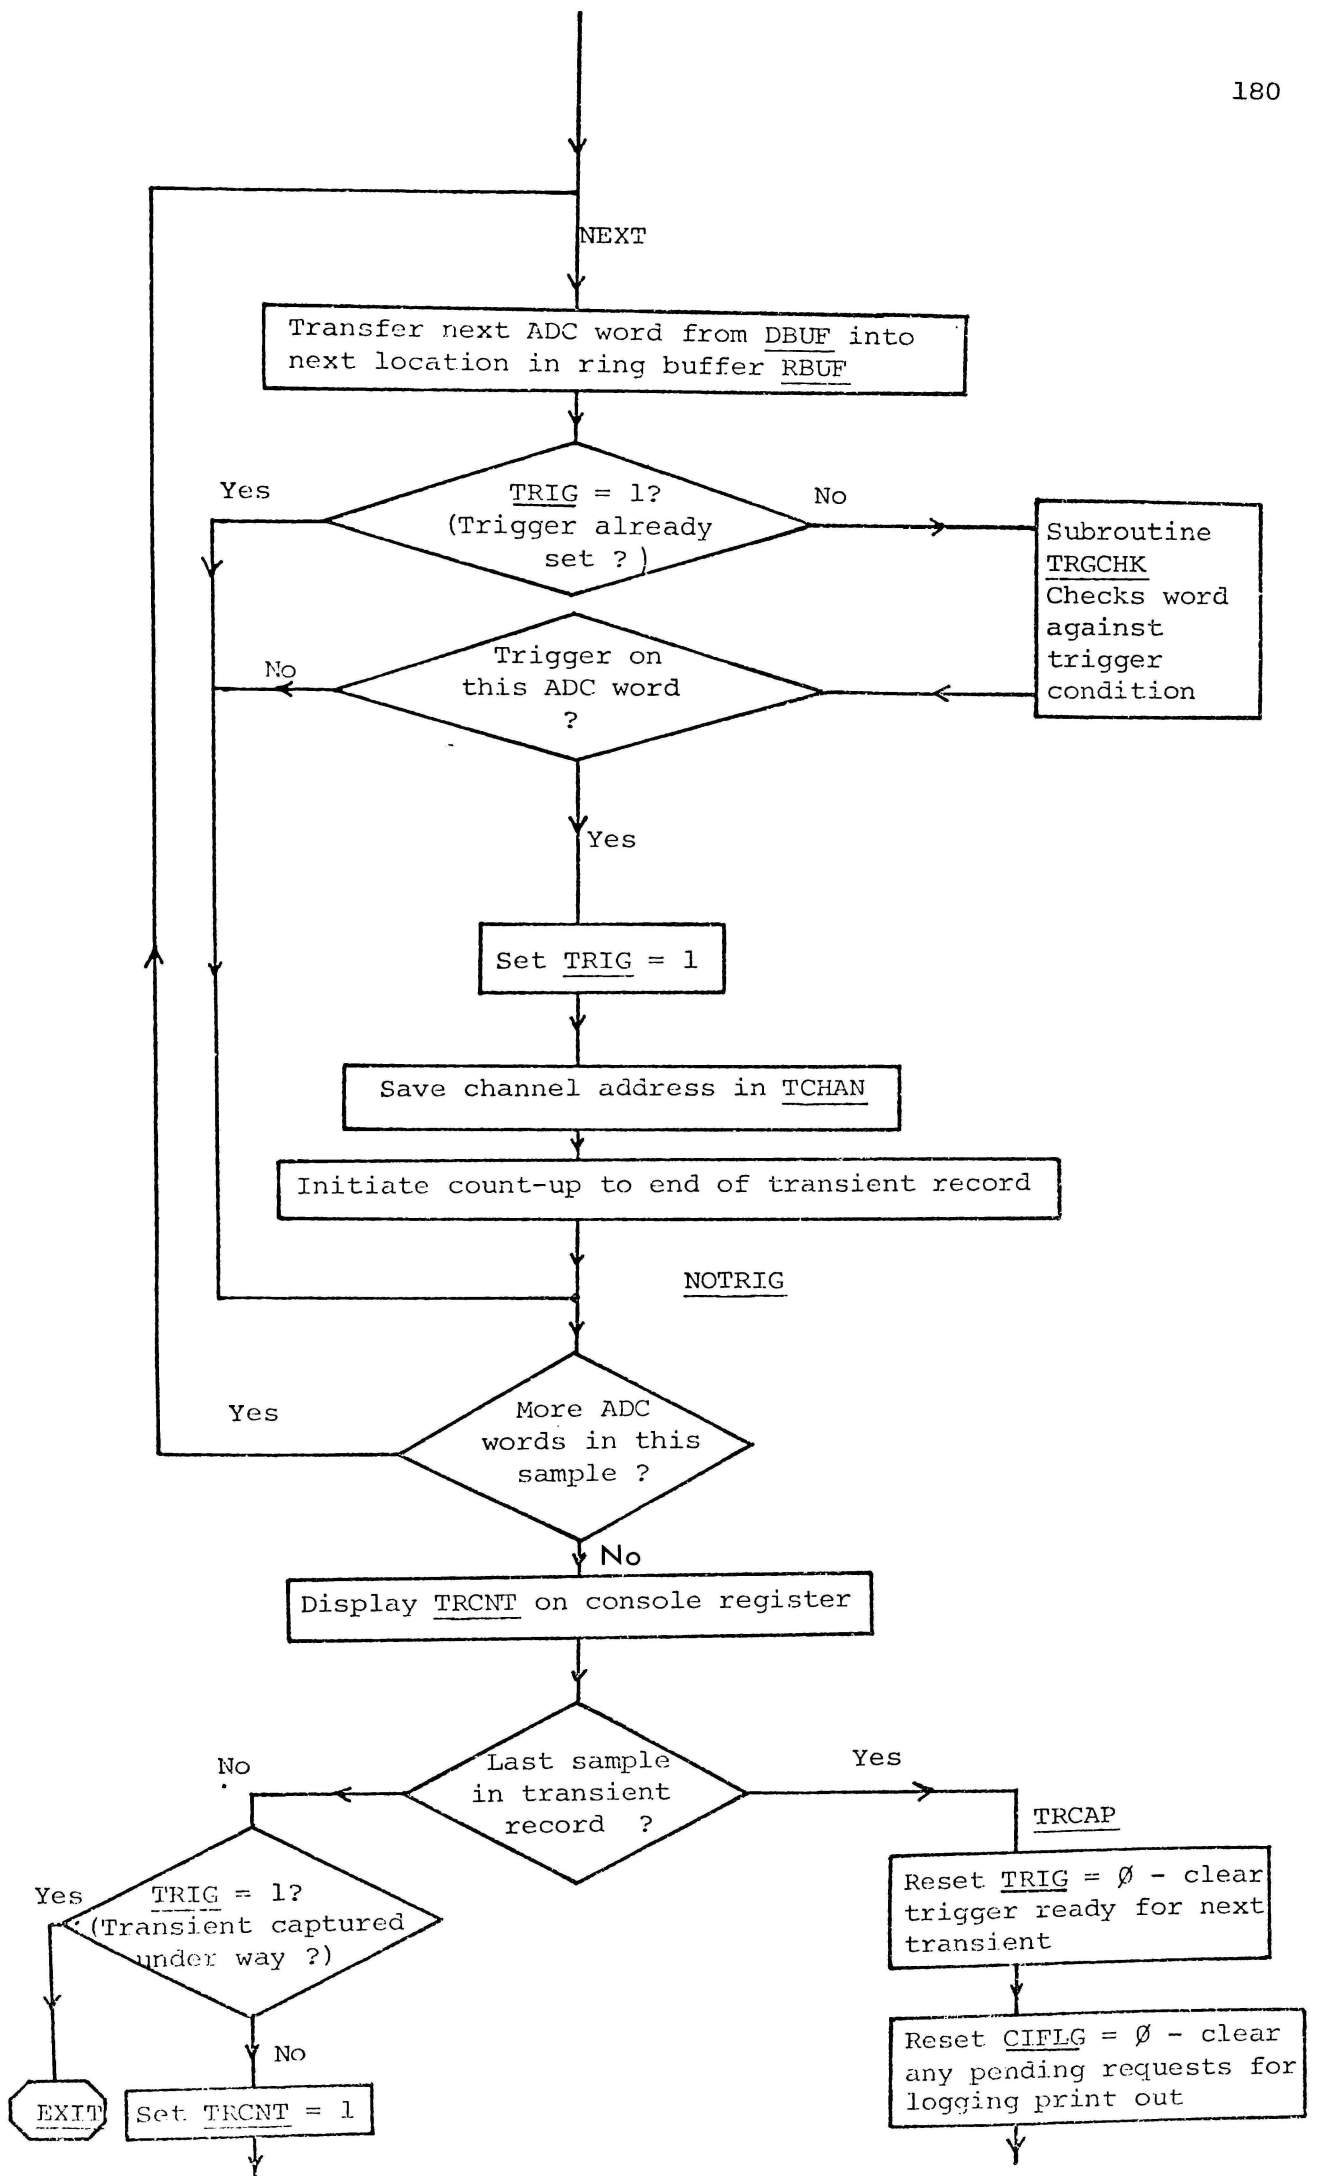 180
NEXT
Transfer next ADC word from DBUF into
next location in ring buffer RBUF
Yes
TRIG = 1?
(Trigger already
set ?)
No
Subroutine
TRGCHK
Checks word
against
trigger
condition
No
Trigger on
this ADC word
?
Yes
Set TRIG = 1
Save channel address in TCHAN
Initiate count-up to end of transient record
NOTRIG
Yes
More ADC
words in this
sample ?
No
Display TRCNT on console register
No
Last sample
in transient
record ?
Yes
TRCAP
Yes
TRIG = 1?
(Transient captured
under way ?)
Reset TRIG = Ø - clear
trigger ready for next
transient
No
Reset CIFLG = Ø - clear
any pending requests for
logging print out
EXIT
Set TRCNT = 1